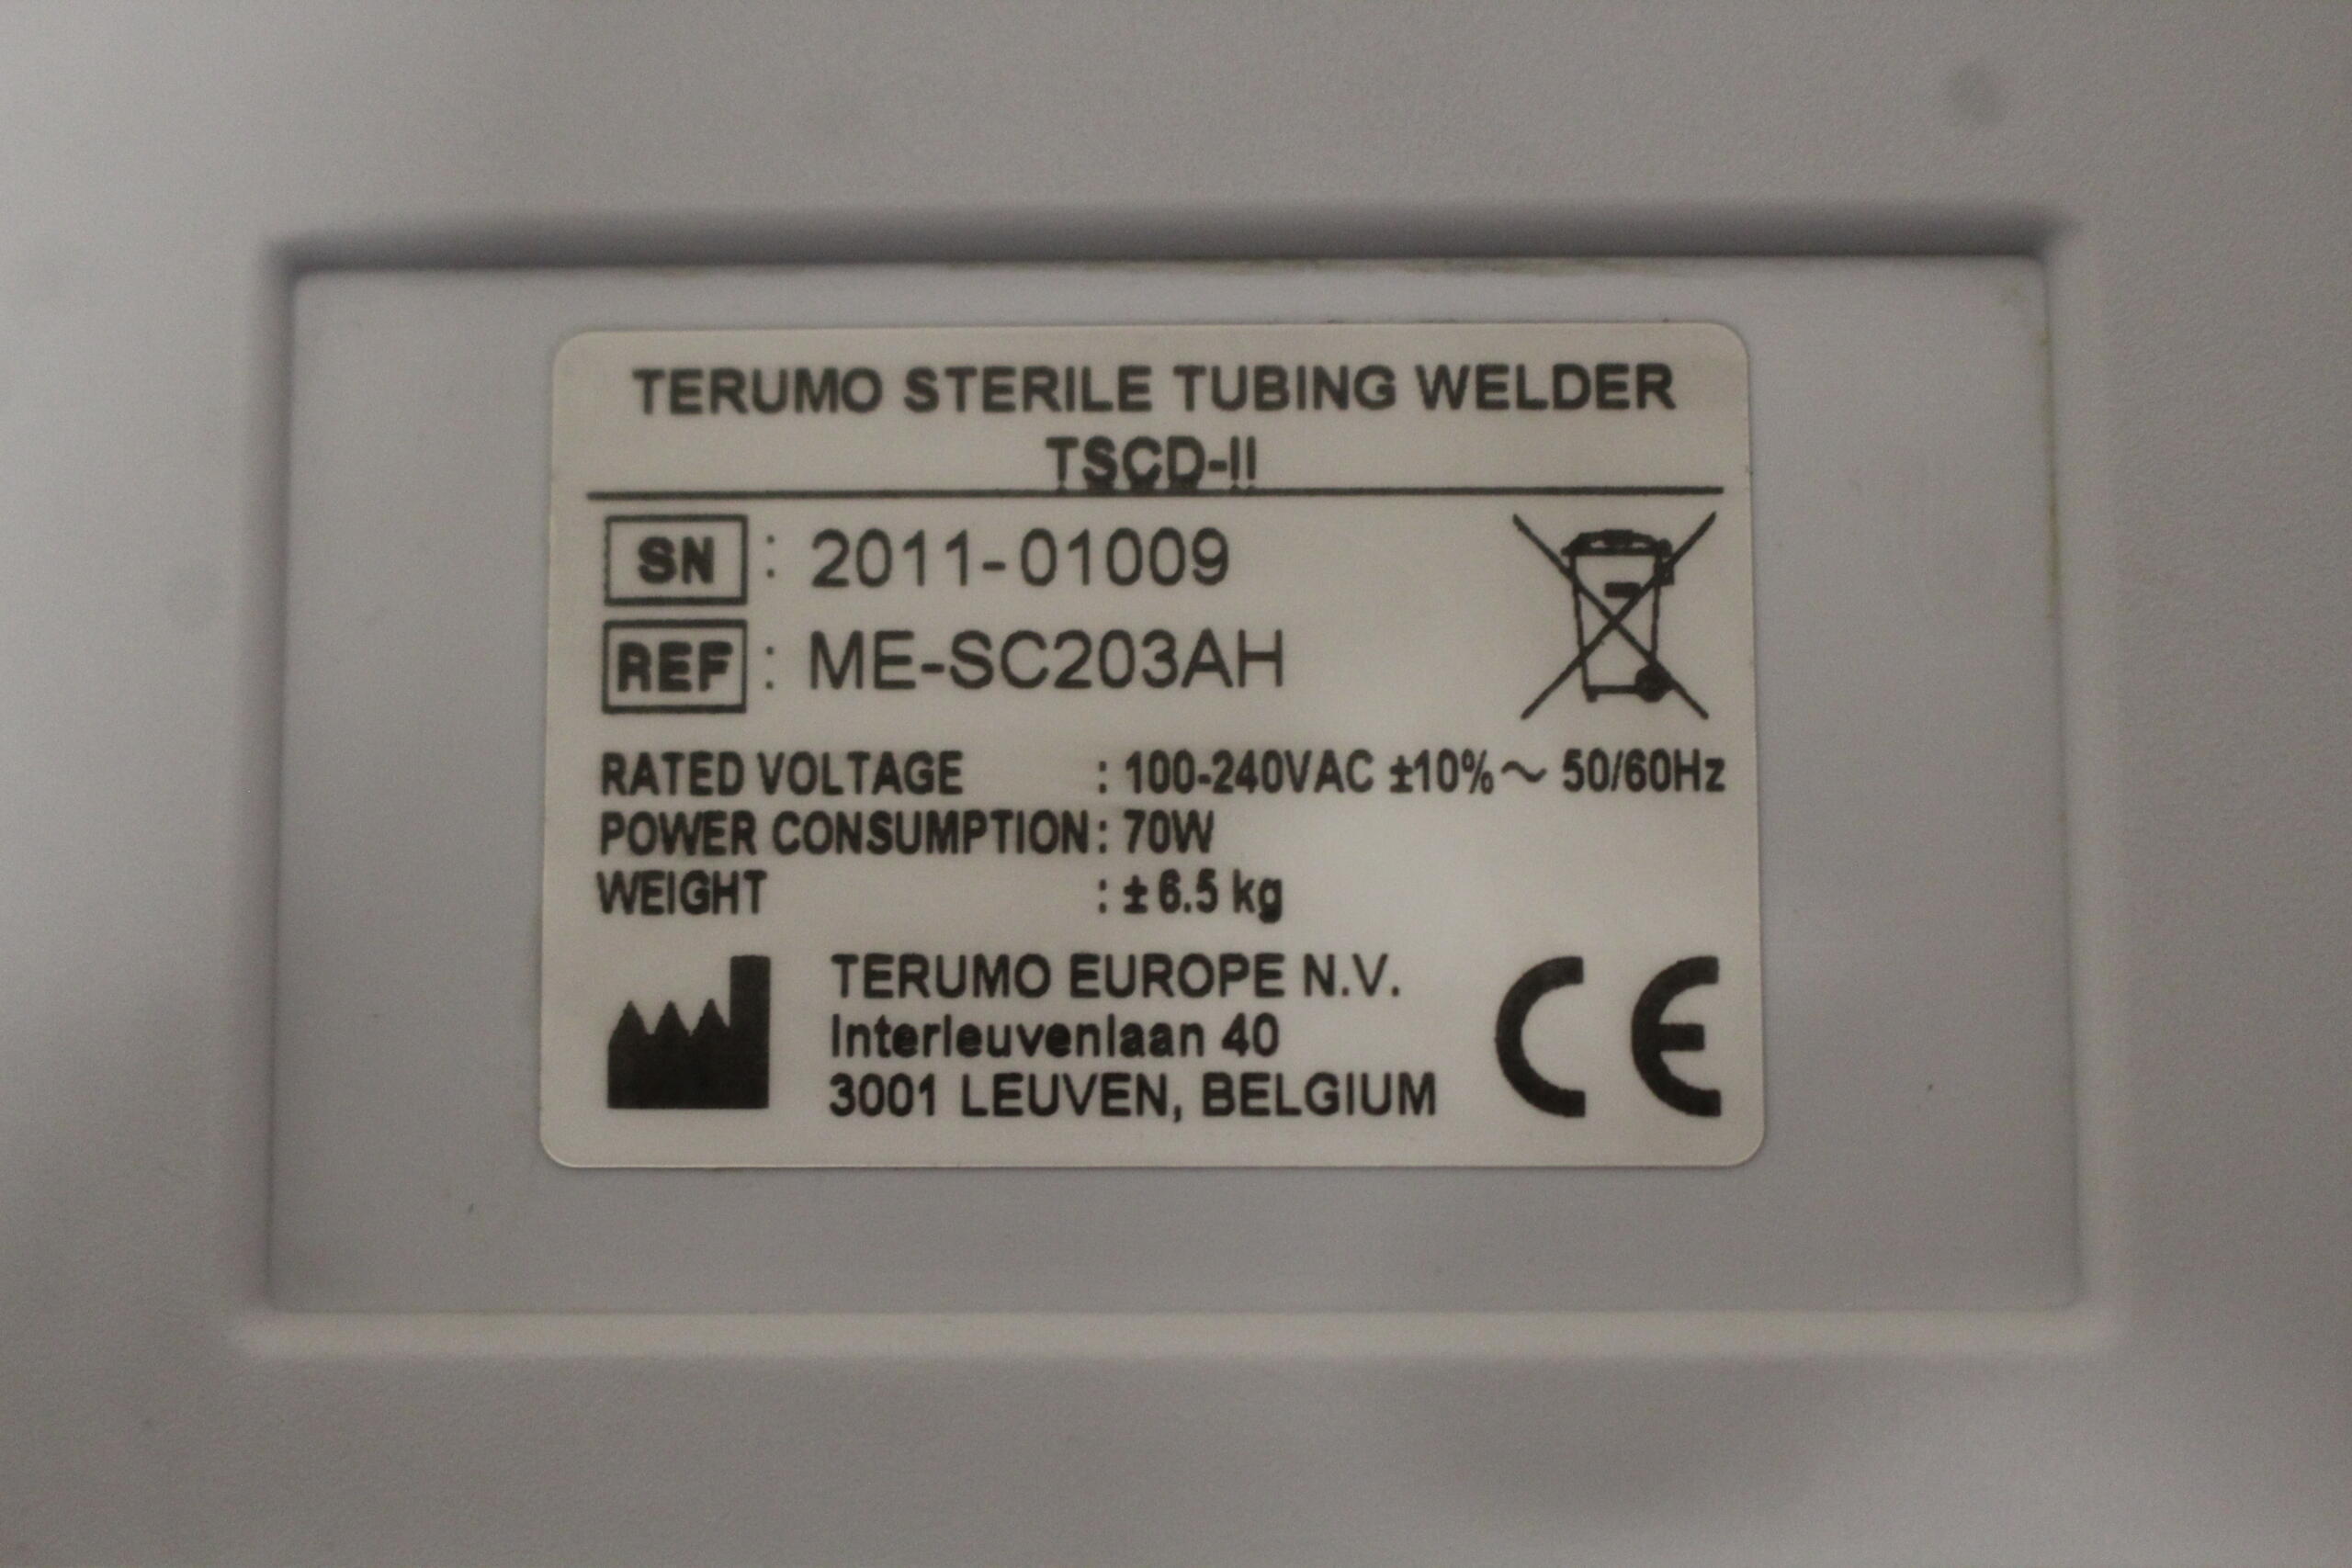 TERUMO STERILE TUBING WELDER
TSCD-II
SN : 2011-01009
REF : ME-SC203AH
RATED VOLTAGE : 100-240VAC ±10%~ 50/60Hz
POWER CONSUMPTION : 70W
WEIGHT : ± 6.5 kg
TERUMO EUROPE N.V.
Interleuvenlaan 40
3001 LEUVEN, BELGIUM
CE